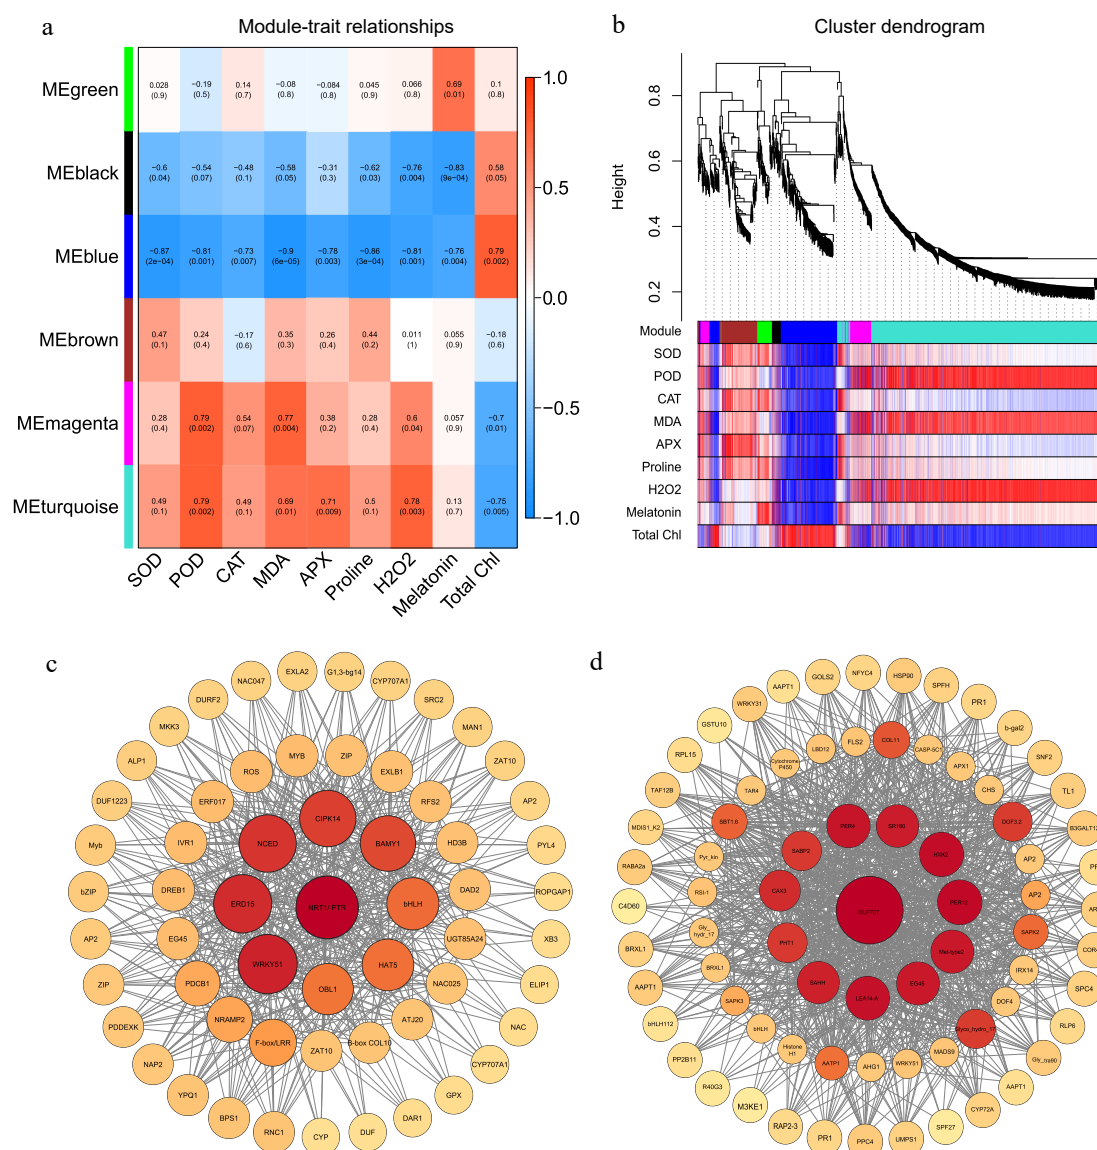 a
Module-trait relationships
MEgreen
0.028 −0.19 0.14 −0.08 −0.084 0.045 0.066 0.69 0.1
(0.9) (0.5) (0.7) (0.8) (0.8) (0.9) (0.8) (0.01) (0.8)
MEblack
−0.6 −0.54 −0.48 −0.58 −0.31 −0.62 −0.76 −0.83 0.58
(0.04) (0.07) (0.1) (0.05) (0.3) (0.03) (0.004) (9e−04) (0.05)
MEblue
−0.87 −0.81 −0.73 −0.9 −0.78 −0.86 −0.81 −0.76 0.79
(2e−04) (0.001) (0.007) (6e−05) (0.003) (3e−04) (0.001) (0.004) (0.002)
MEbrown
0.47 0.24 −0.17 0.35 0.26 0.44 0.011 0.055 −0.18
(0.1) (0.4) (0.6) (0.3) (0.4) (0.2) (1) (0.9) (0.6)
MEmagenta
0.28 0.79 0.54 0.77 0.38 0.28 0.6 0.057 −0.7
(0.4) (0.002) (0.07) (0.004) (0.2) (0.4) (0.04) (0.9) (0.01)
MEturquoise
0.49 0.79 0.49 0.69 0.71 0.5 0.78 0.13 −0.75
(0.1) (0.002) (0.1) (0.01) (0.009) (0.1) (0.003) (0.7) (0.005)
SOD POD CAT MDA APX Proline H2O2 Melatonin Total Chl
1.0
0.5
0.0
−0.5
−1.0
b
Cluster dendrogram
Height
0.8
0.6
0.4
0.2
Module
SOD
POD
CAT
MDA
APX
Proline
H2O2
Melatonin
Total Chl
c
EXLA2
G1,3-bg14
NAC047
CYP707A1
DURF2
SRC2
MKK3
MAN1
ALP1
ZAT10
DUF1223
AP2
Myb
PYL4
bZIP
ROPGAP1
AP2
XB3
ZIP
ELIP1
PDDEXK
NAC
NAP2
CYP707A1
YPQ1
GPX
BPS1
DAR1
RNC1
CYP
DUF
MYB
ZIP
ROS
EXLB1
ERF017
RFS2
IVR1
HD3B
DREB1
DAD2
EG45
UGT85A24
PDCB1
NAC025
NRAMP2
ATJ20
F-box/LRR
ZAT10
B-box COL10
CIPK14
NCED
BAMY1
ERD15
NRT1/ PTR
bHLH
WRKY51
HAT5
OBL1
d
NFYC4
HSP90
GOLS2
SPFH
AAPT1
PR1
WRKY31
b-gal2
GSTU10
SNF2
RPL15
TL1
TAF12B
B3GALT12
MDIS1_K2
RABA2a
C4D60
BRXL1
AAPT1
SPC4
bHLH112
RLP6
PP2B11
Gly_tra90
R40G3
AAPT1
M3KE1
CYP72A
RAP2-3
SPF27
PR1
PPC4
UMPS1
COL11
FLS2
LBD12
CASP-5C1
Cytochrome
P450
APX1
TAR4
CHS
SBT1.6
DOF3.2
Pyr_kin
AP2
RSI-1
AP2
Gly_
hydr_17
SAPK2
BRXL1
IRX14
SAPK3
DOF4
bHLH
Glyco_hydro_17
Histone
H1
MADS9
AATP1
AHG1
WRKY51
PER4
SR160
SABP2
HXK2
CAX3
PER12
PHT1
Met-type2
SAHH
EG45
LEA14-A